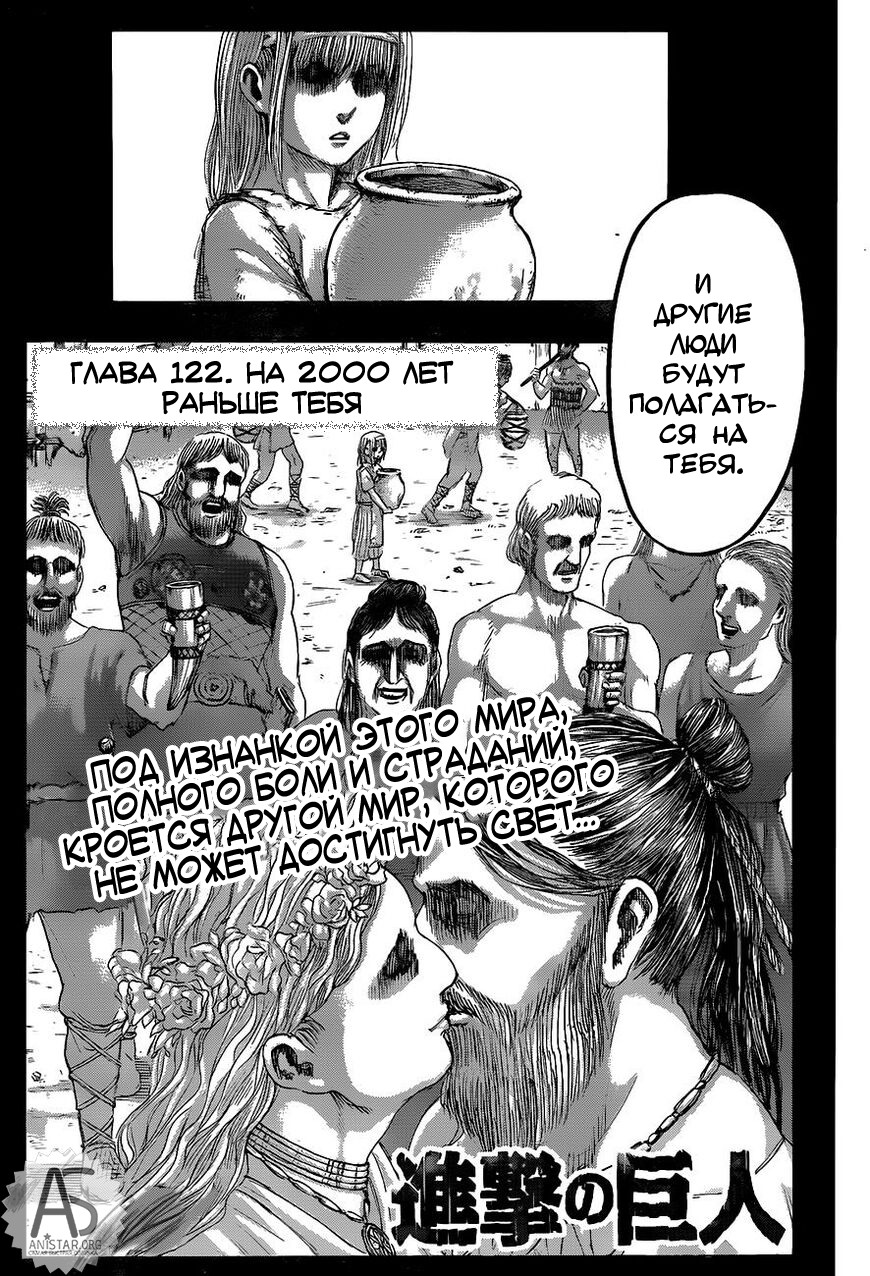 И
ДРУГИЕ
ЛЮДИ
БУДУТ
ПОЛАГАТЬ-
СЯ НА
ТЕБЯ.
ГЛАВА 122. НА 2000 ЛЕТ
РАНЬШЕ ТЕБЯ
ПОД ИЗНАНКОЙ ЭТОГО МИРА,
ПОЛНОГО БОЛИ И СТРАДАНИЙ,
КРОЕТСЯ ДРУГОЙ МИР, КОТОРОГО
НЕ МОЖЕТ ДОСТИГНУТЬ СВЕТ...
進撃の巨人
AS
ANISTAR.ORG